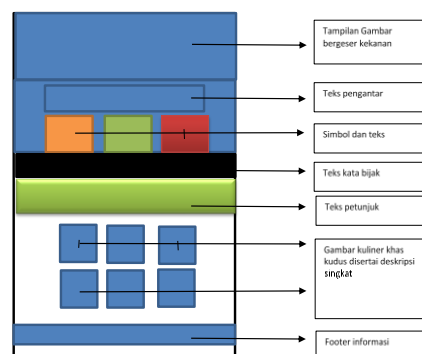 Tampilan Gambar
bergeser kekanan
Teks pengantar
Simbol dan teks
Teks kata bijak
Teks petunjuk
Gambar kuliner khas
kudus disertai deskripsi
singkat
Footer informasi